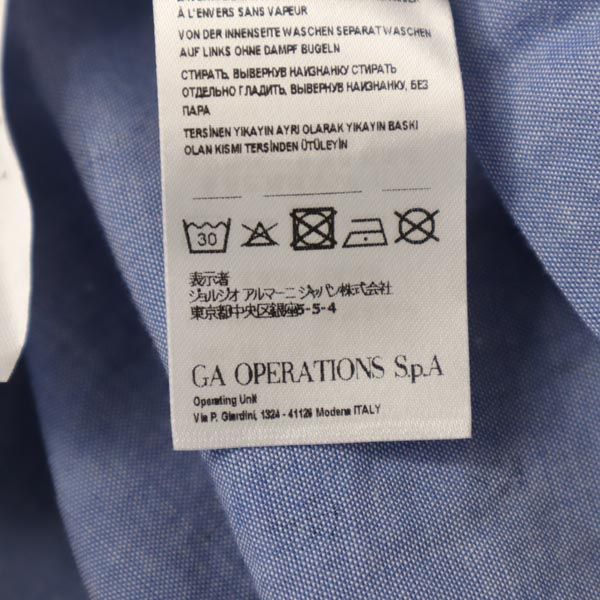 À L'ENVERS SANS VAPEUR
VON DER INNENSEITE WASCHEN SEPARAT WASCHEN
AUF LINKS OHNE DAMPF BUGELN
СТИРАТЬ, ВЫВЕРНУВ НАИЗНАНКУ СТИРАТЬ
ОТДЕЛЬНО ГЛАДИТЬ, ВЫВЕРНУВ НАИЗНАНКУ, БЕЗ
ПАРА
TERSİNEN YIKAYIN AYRI OLARAK YIKAYIN BASKI
OLAN KISMI TERSİNDEN ÜTÜLEYIN
30
表示者
ジョルジオ アルマーニ ジャパン株式会社
東京都中央区銀座5-5-4
GA OPERATIONS S.p.A
Operating Unit
Via P. Giardini, 1324 - 41126 Modena ITALY